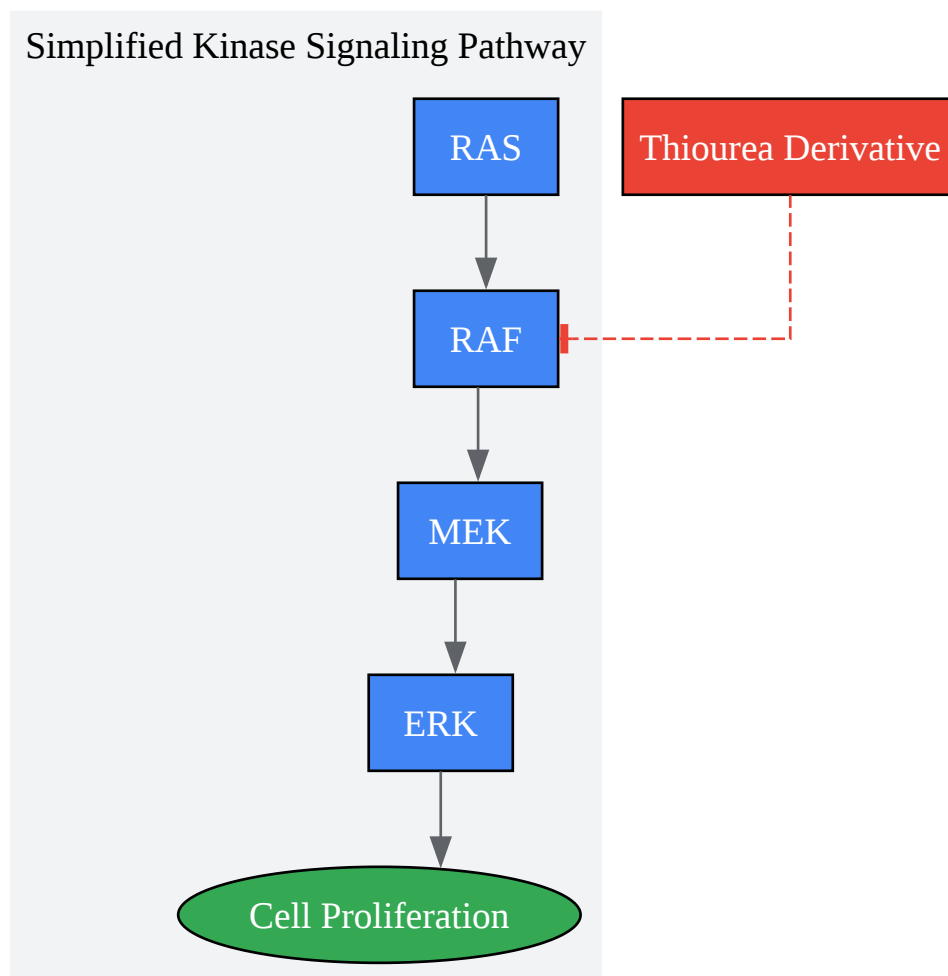 Simplified Kinase Signaling Pathway
RAS
Thiourea Derivative
RAF
MEK
ERK
Cell Proliferation